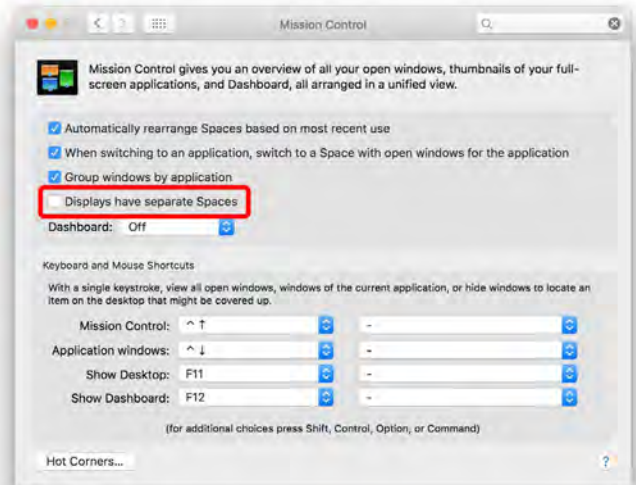 Mission Control
Mission Control gives you an overview of all your open windows, thumbnails of your full-
screen applications, and Dashboard, all arranged in a unified view.
Automatically rearrange Spaces based on most recent use
When switching to an application, switch to a Space with open windows for the application
Group windows by application
Displays have separate Spaces
Dashboard: Off
Keyboard and Mouse Shortcuts
With a single keystroke, view all open windows, windows of the current application, or hide windows to locate an
item on the desktop that might be covered up.
Mission Control: ^ ↑ -
Application windows: ^ ↓ -
Show Desktop: F11 -
Show Dashboard: F12 -
(for additional choices press Shift, Control, Option, or Command)
Hot Corners... ?